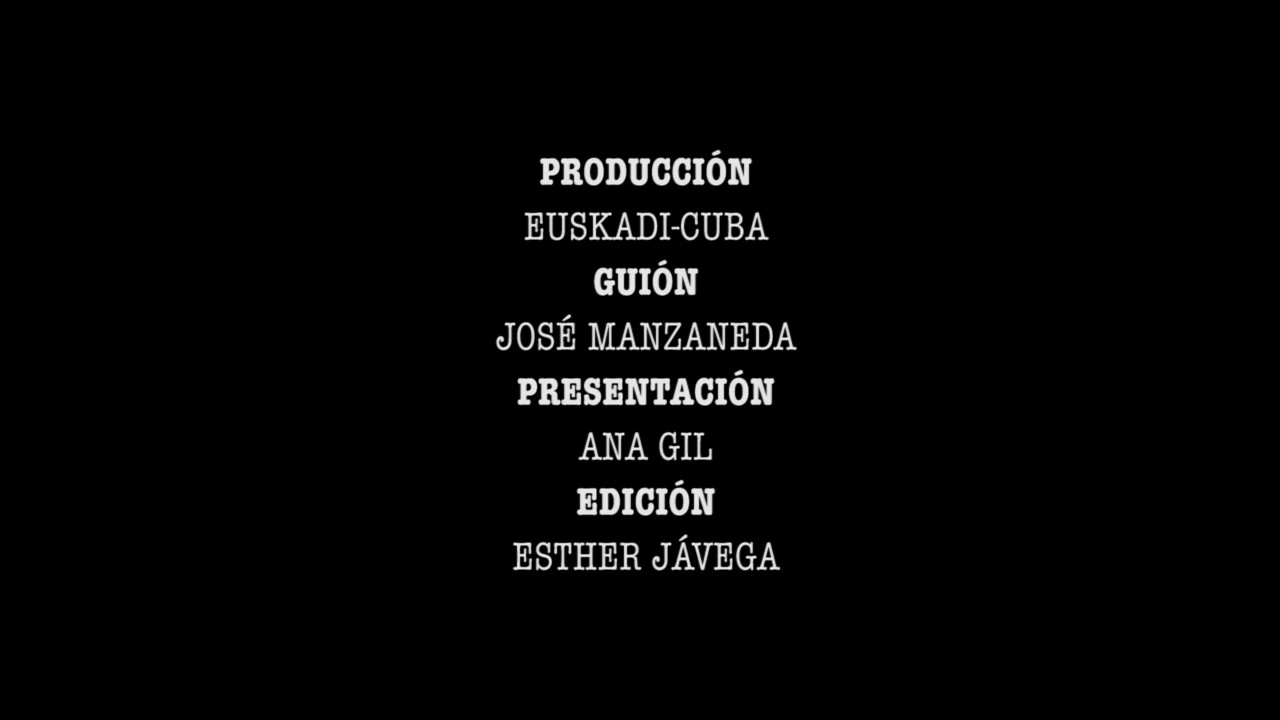 PRODUCCIÓN
EUSKADI-CUBA
GUIÓN
JOSÉ MANZANEDA
PRESENTACIÓN
ANA GIL
EDICIÓN
ESTHER JÁVEGA